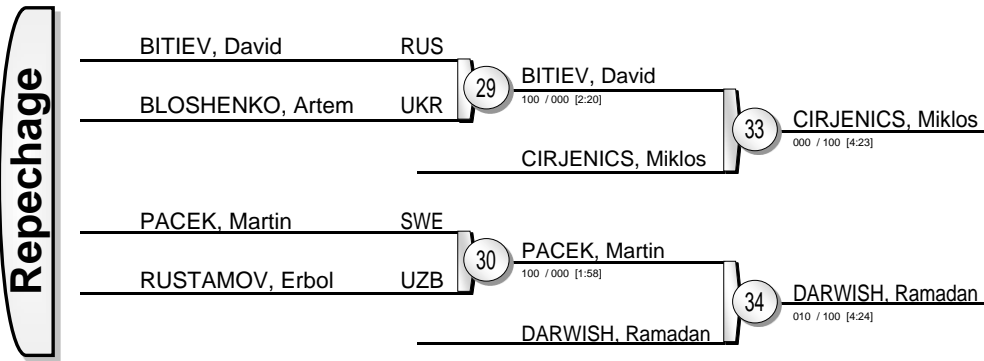 Repechage
BITIEV, David RUS
BLOSHENKO, Artem UKR
29
BITIEV, David
100 / 000 [2:20]
CIRJENICS, Miklos
33
CIRJENICS, Miklos
000 / 100 [4:23]
PACEK, Martin SWE
RUSTAMOV, Erbol UZB
30
PACEK, Martin
100 / 000 [1:58]
DARWISH, Ramadan
34
DARWISH, Ramadan
010 / 100 [4:24]